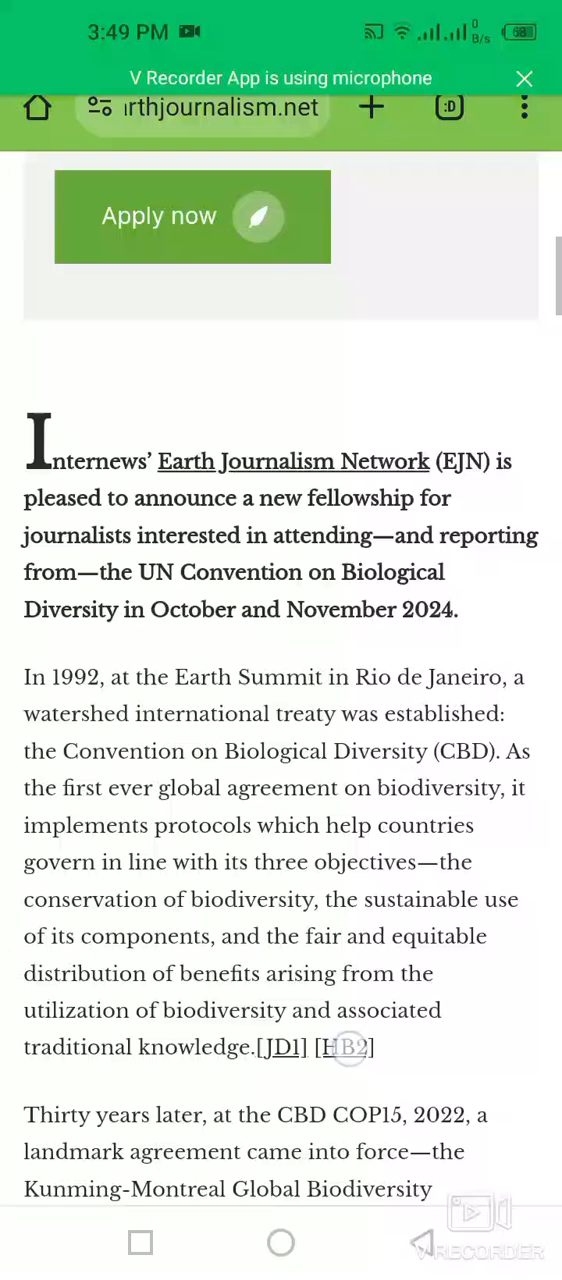 3:49 PM
0
B/s
68
V Recorder App is using microphone
rthjournalism.net
:D
Apply now
Internews’ Earth Journalism Network (EJN) is
pleased to announce a new fellowship for
journalists interested in attending—and reporting
from—the UN Convention on Biological
Diversity in October and November 2024.
In 1992, at the Earth Summit in Rio de Janeiro, a
watershed international treaty was established:
the Convention on Biological Diversity (CBD). As
the first ever global agreement on biodiversity, it
implements protocols which help countries
govern in line with its three objectives—the
conservation of biodiversity, the sustainable use
of its components, and the fair and equitable
distribution of benefits arising from the
utilization of biodiversity and associated
traditional knowledge.[JD1] [HB2]
Thirty years later, at the CBD COP15, 2022, a
landmark agreement came into force—the
Kunming-Montreal Global Biodiversity
V RECORDER